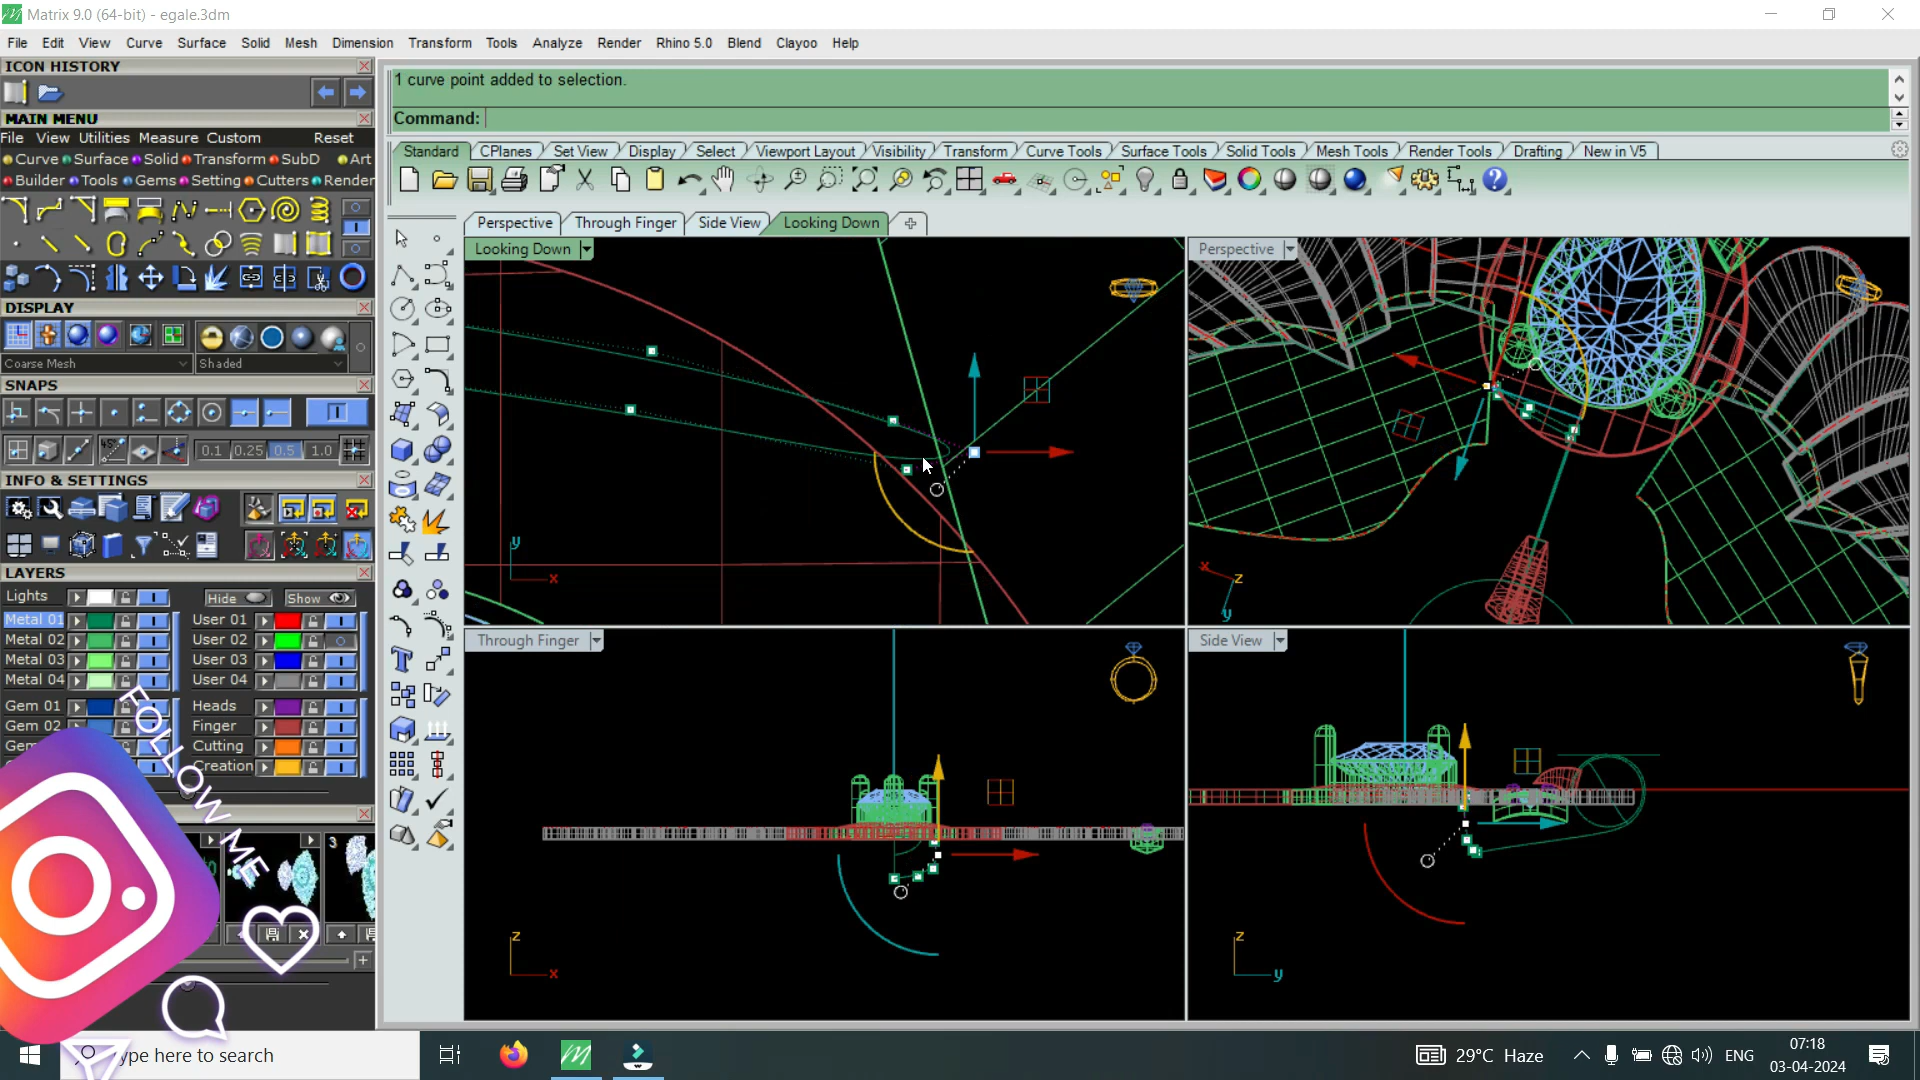 Matrix 9.0 (64-bit) - egale.3dm
File Edit View Curve Surface Solid Mesh Dimension Transform Tools Analyze Render Rhino 5.0 Blend Clayoo Help
ICON HISTORY
1 curve point added to selection.
MAIN MENU
Command:
File View Utilities Measure Custom Reset
Curve Surface Solid Transform SubD Art
Builder Tools Gems Setting Cutters Render
Standard CPlanes Set View Display Select Viewport Layout Visibility Transform Curve Tools Surface Tools Solid Tools Mesh Tools Render Tools Drafting New in V5
Perspective Through Finger Side View Looking Down
Looking Down
Perspective
DISPLAY
Coarse Mesh Shaded
SNAPS
0.1 0.25 0.5 1.0
INFO & SETTINGS
LAYERS
Lights Hide Show
Metal 01 User 01
Metal 02 User 02
Metal 03 User 03
Metal 04 User 04
Gem 01 Heads
Gem 02 Finger
Gem Cutting
Creation
y
x
x
z
y
Through Finger
Side View
z
x
z
y
FOLLOW ME
3
ype here to search
29°C Haze
ENG
07:18
03-04-2024